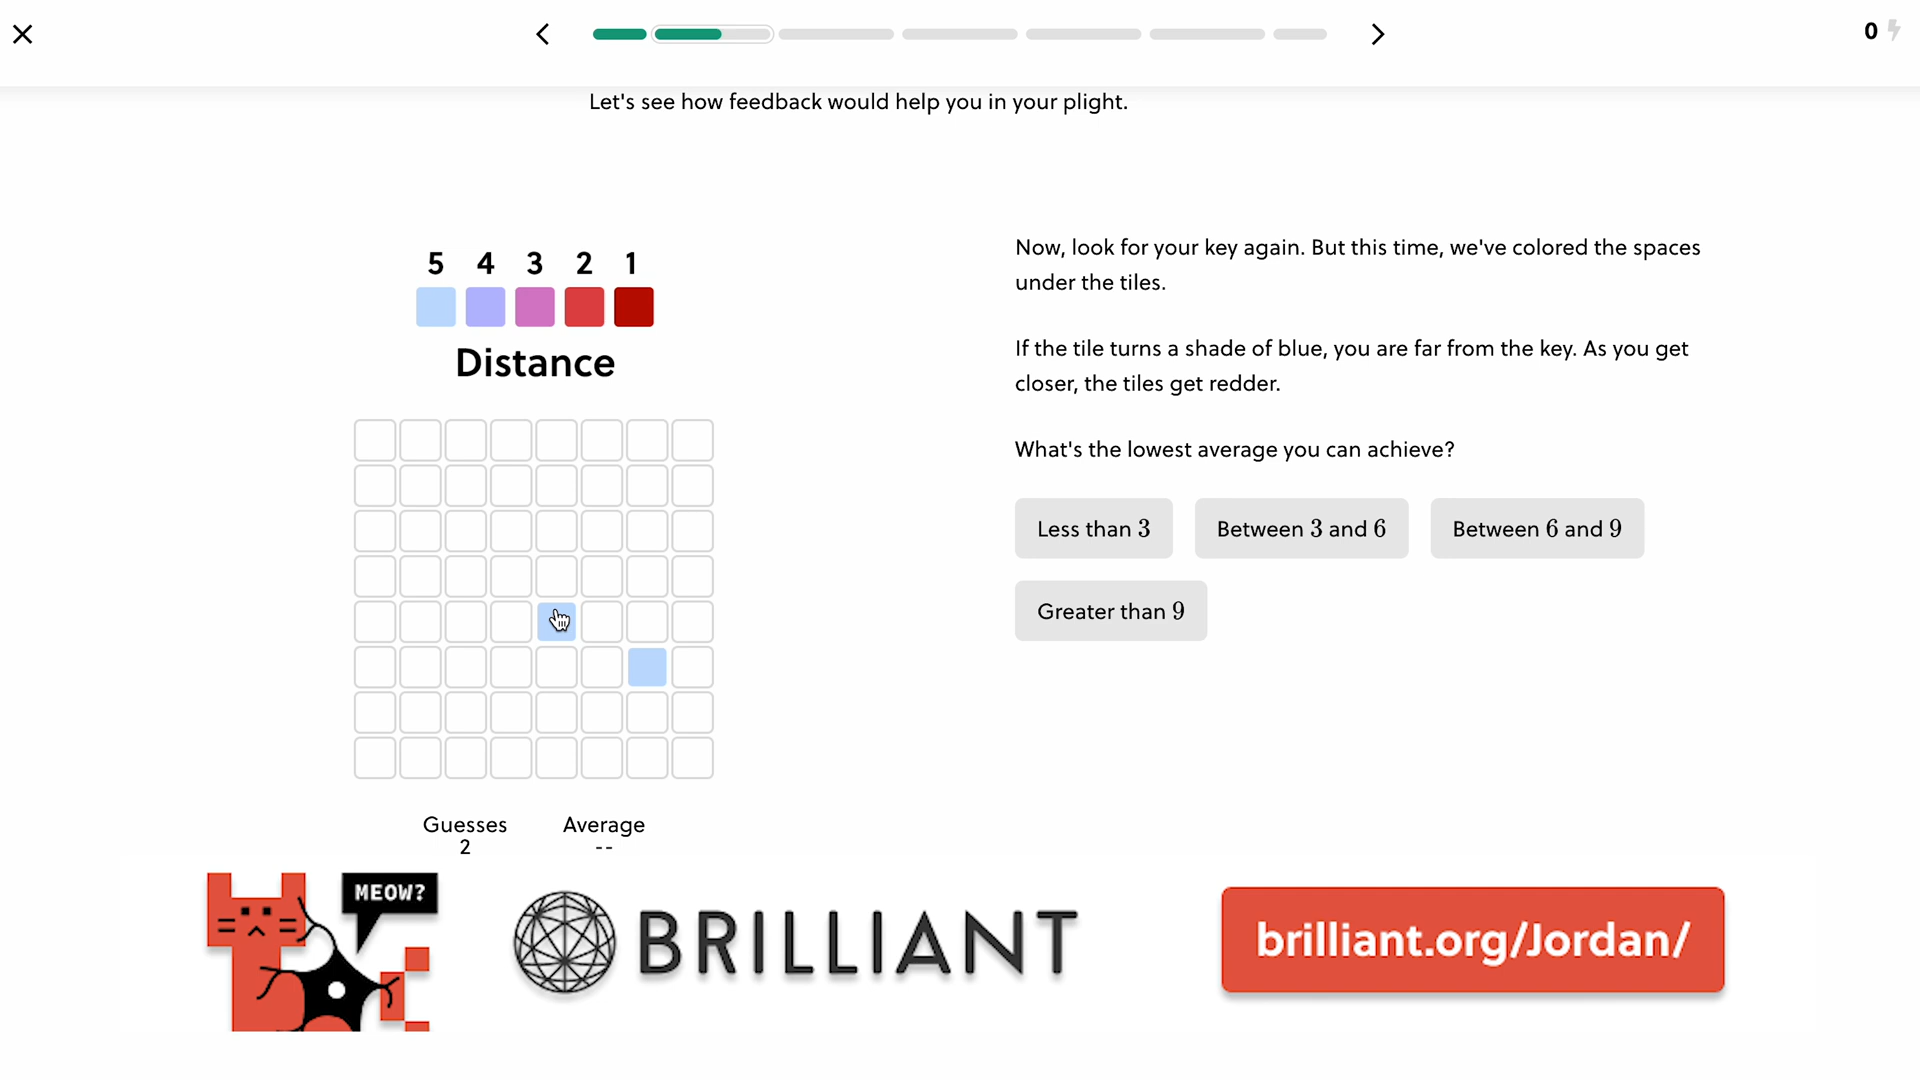 0
Let's see how feedback would help you in your plight.
5 4 3 2 1
Distance
Now, look for your key again. But this time, we've colored the spaces
under the tiles.
If the tile turns a shade of blue, you are far from the key. As you get
closer, the tiles get redder.
What's the lowest average you can achieve?
Less than 3
Between 3 and 6
Between 6 and 9
Greater than 9
Guesses
2
Average
--
MEOW?
BRILLIANT
brilliant.org/Jordan/